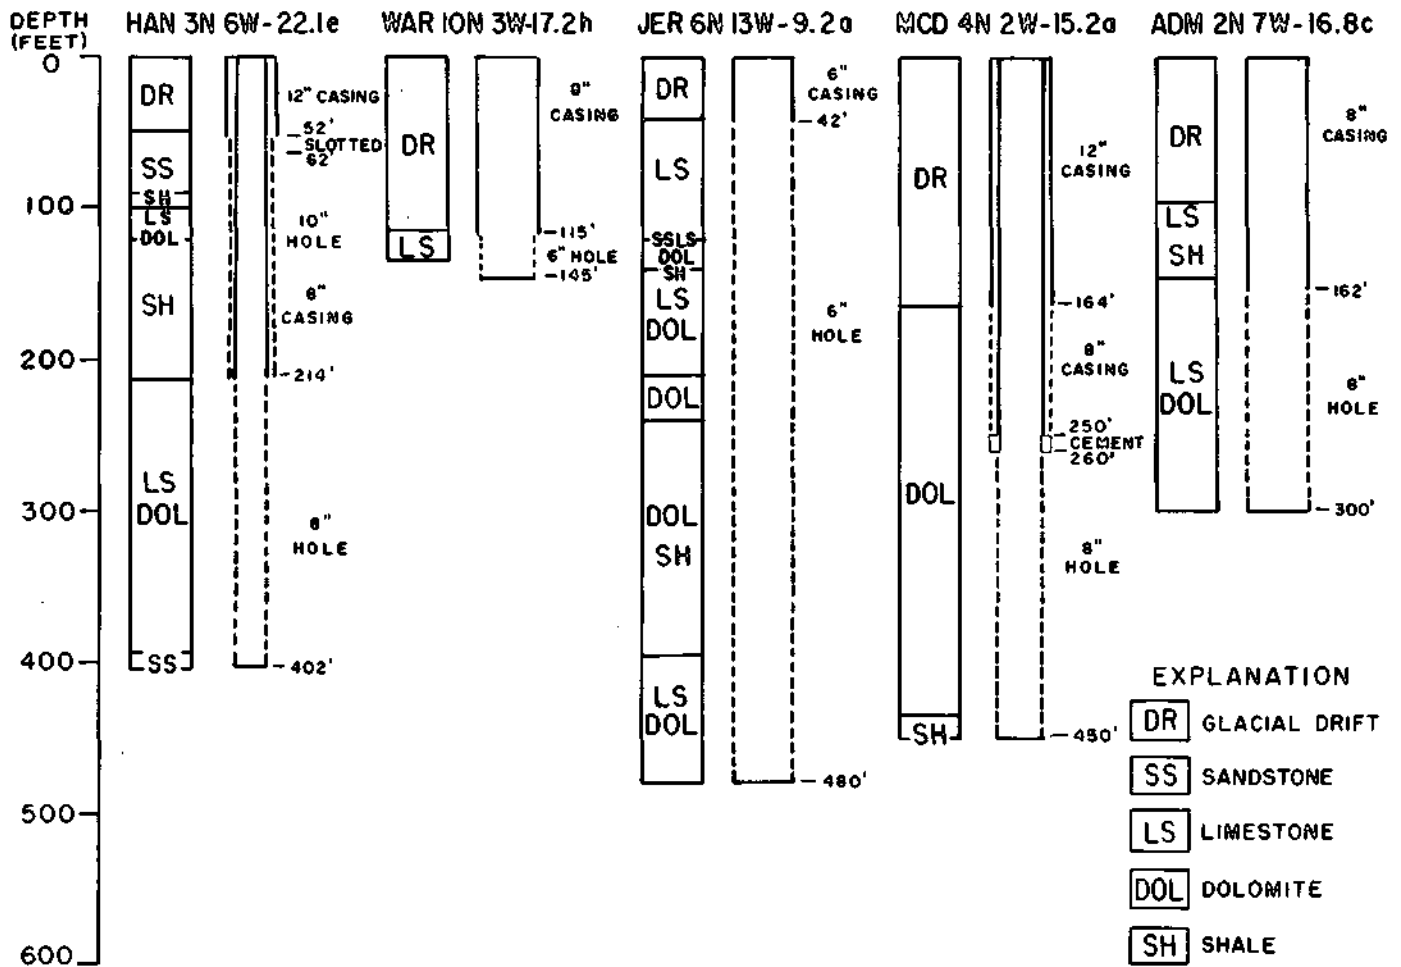 DEPTH
(FEET)
0
100
200
300
400
500
600
HAN 3N 6W-22.1e
DR
SS
SH
LS
DOL
SH
LS
DOL
SS
12" CASING
52'
SLOTTED
62'
10"
HOLE
8"
CASING
214'
8"
HOLE
402'
WAR 10N 3W-17.2h
DR
LS
8"
CASING
115'
6" HOLE
145'
JER 6N 13W-9.2a
DR
LS
SSLS
DOL
SH
LS
DOL
DOL
DOL
SH
LS
DOL
6"
CASING
42'
6"
HOLE
480'
MCD 4N 2W-15.2a
DR
DOL
SH
12"
CASING
164'
8"
CASING
250'
CEMENT
260'
8"
HOLE
450'
ADM 2N 7W-16.8c
DR
LS
SH
LS
DOL
8"
CASING
162'
8"
HOLE
300'
EXPLANATION
DR GLACIAL DRIFT
SS SANDSTONE
LS LIMESTONE
DOL DOLOMITE
SH SHALE